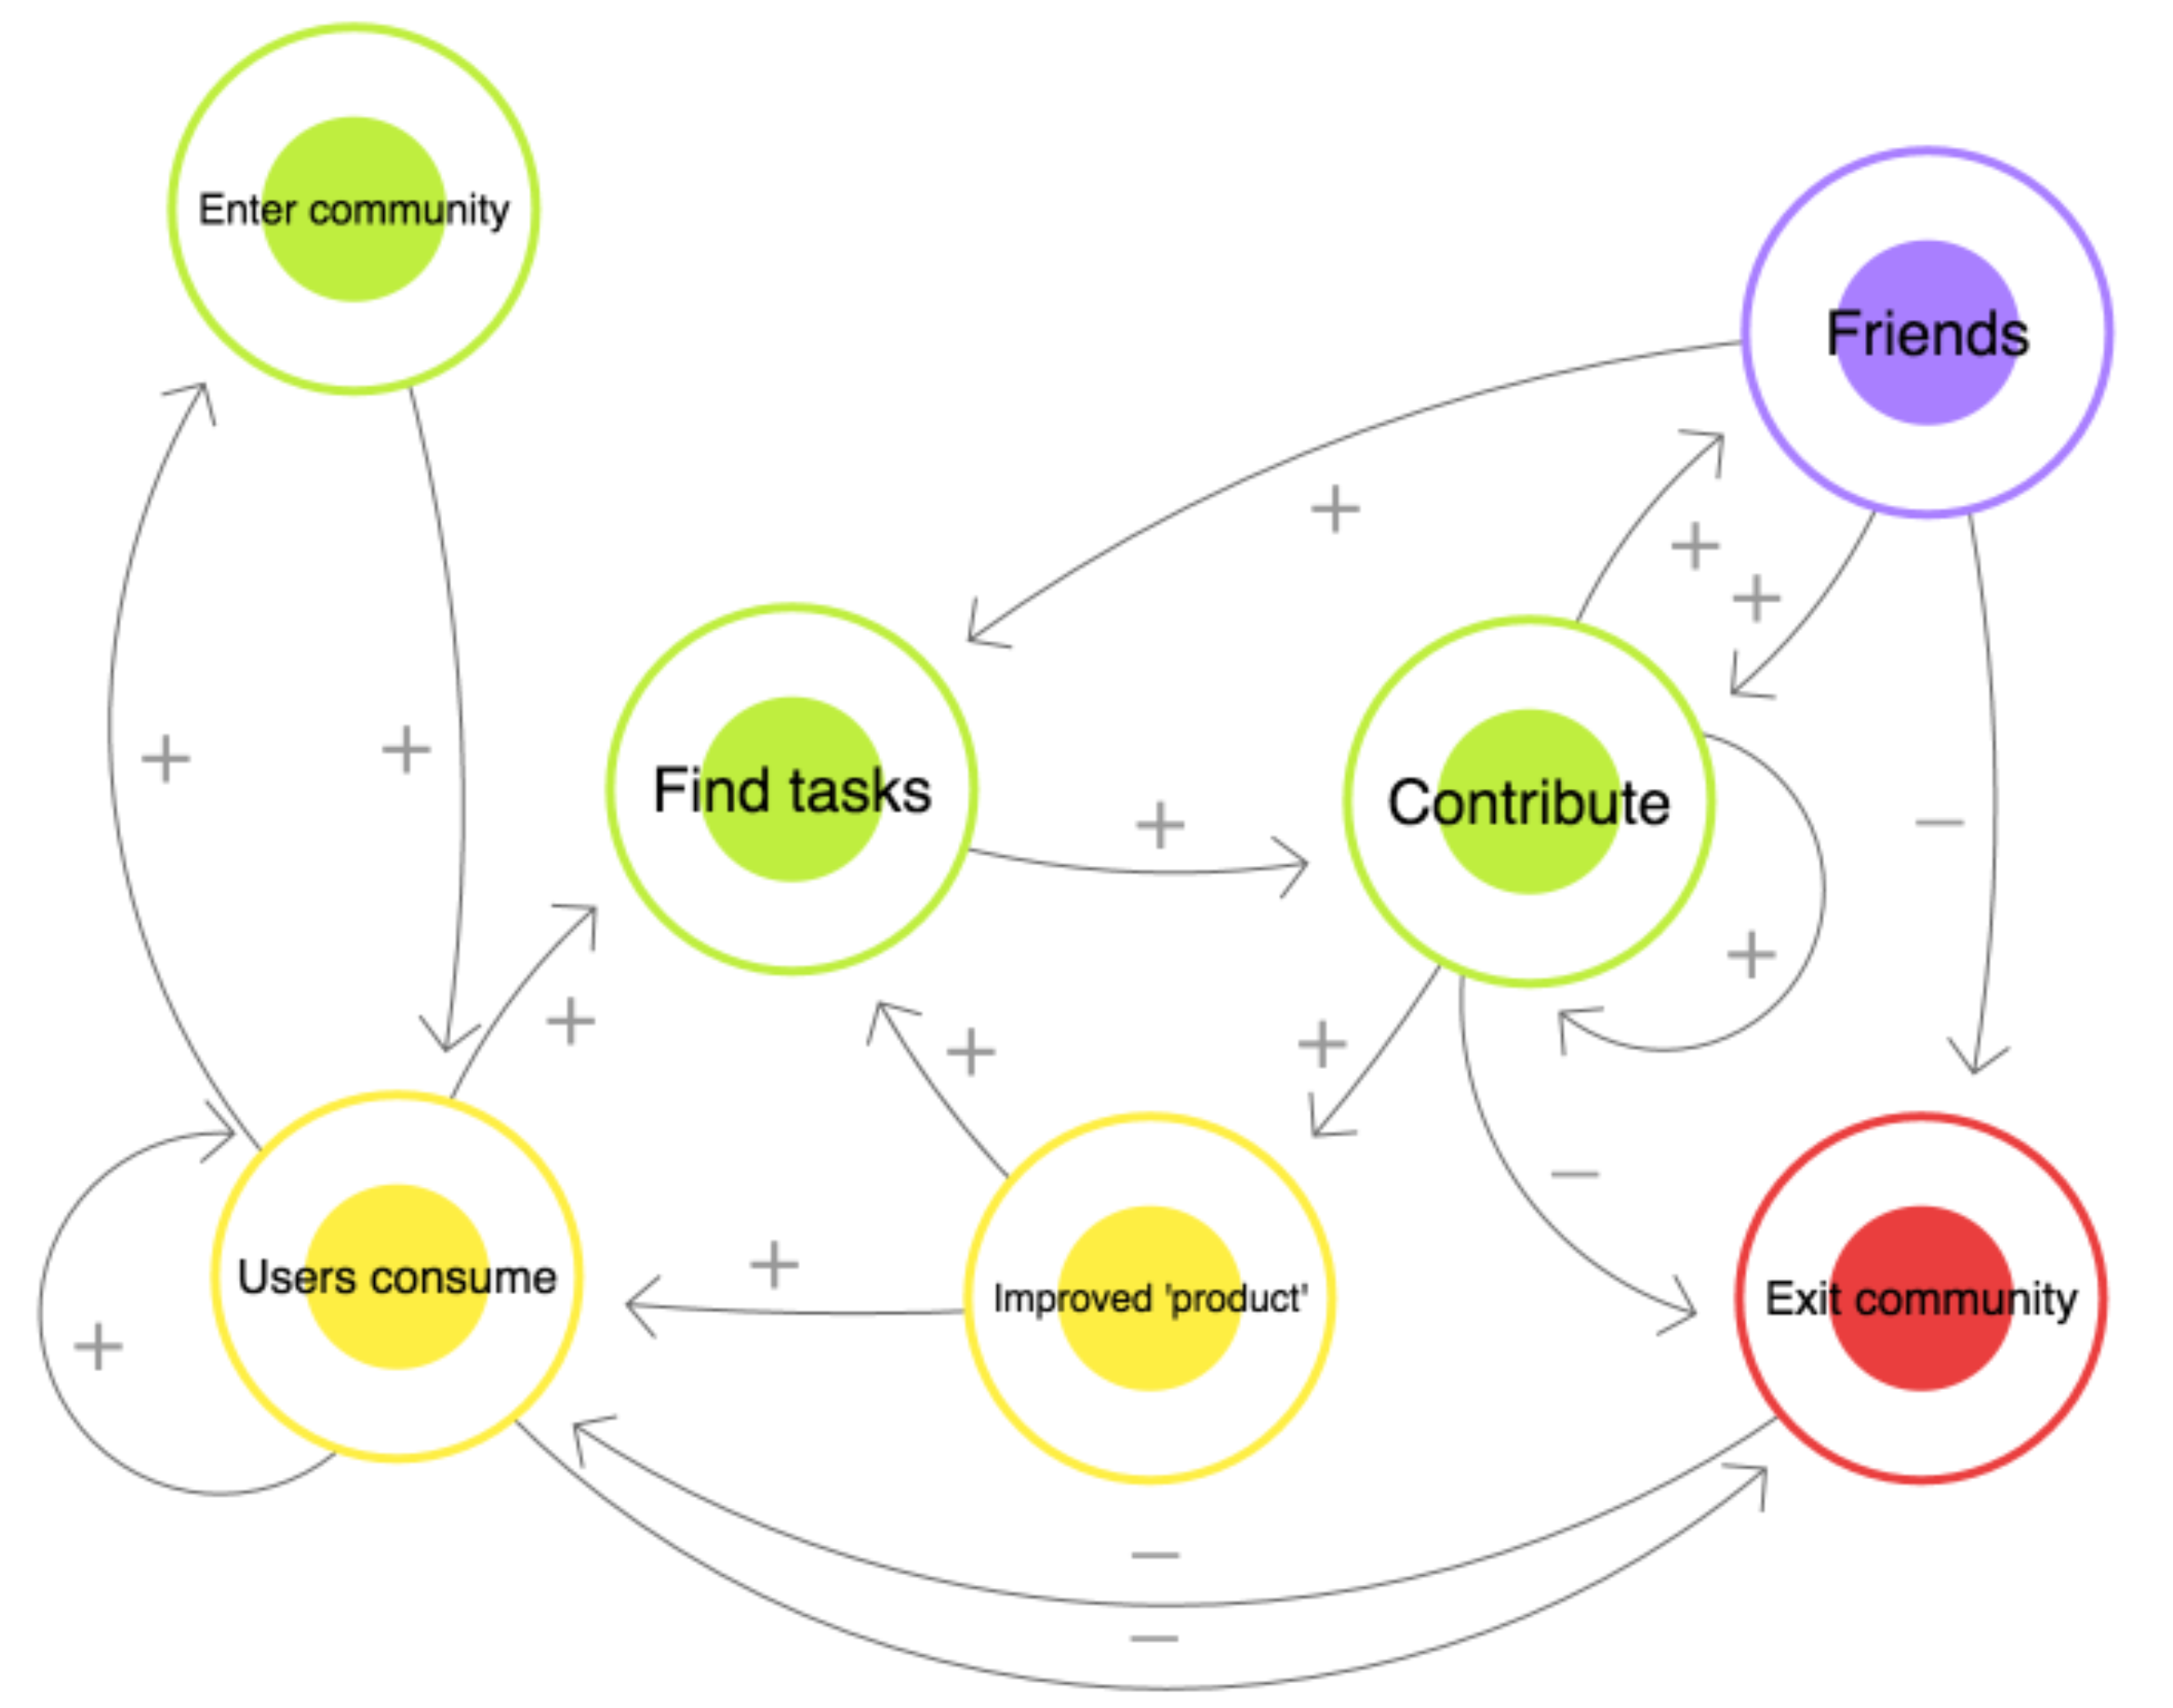 Enter community
Friends
+
+
+
+
+
Find tasks
Contribute
+
–
+
+
+
+
–
Users consume
+
Improved 'product'
Exit community
+
–
–